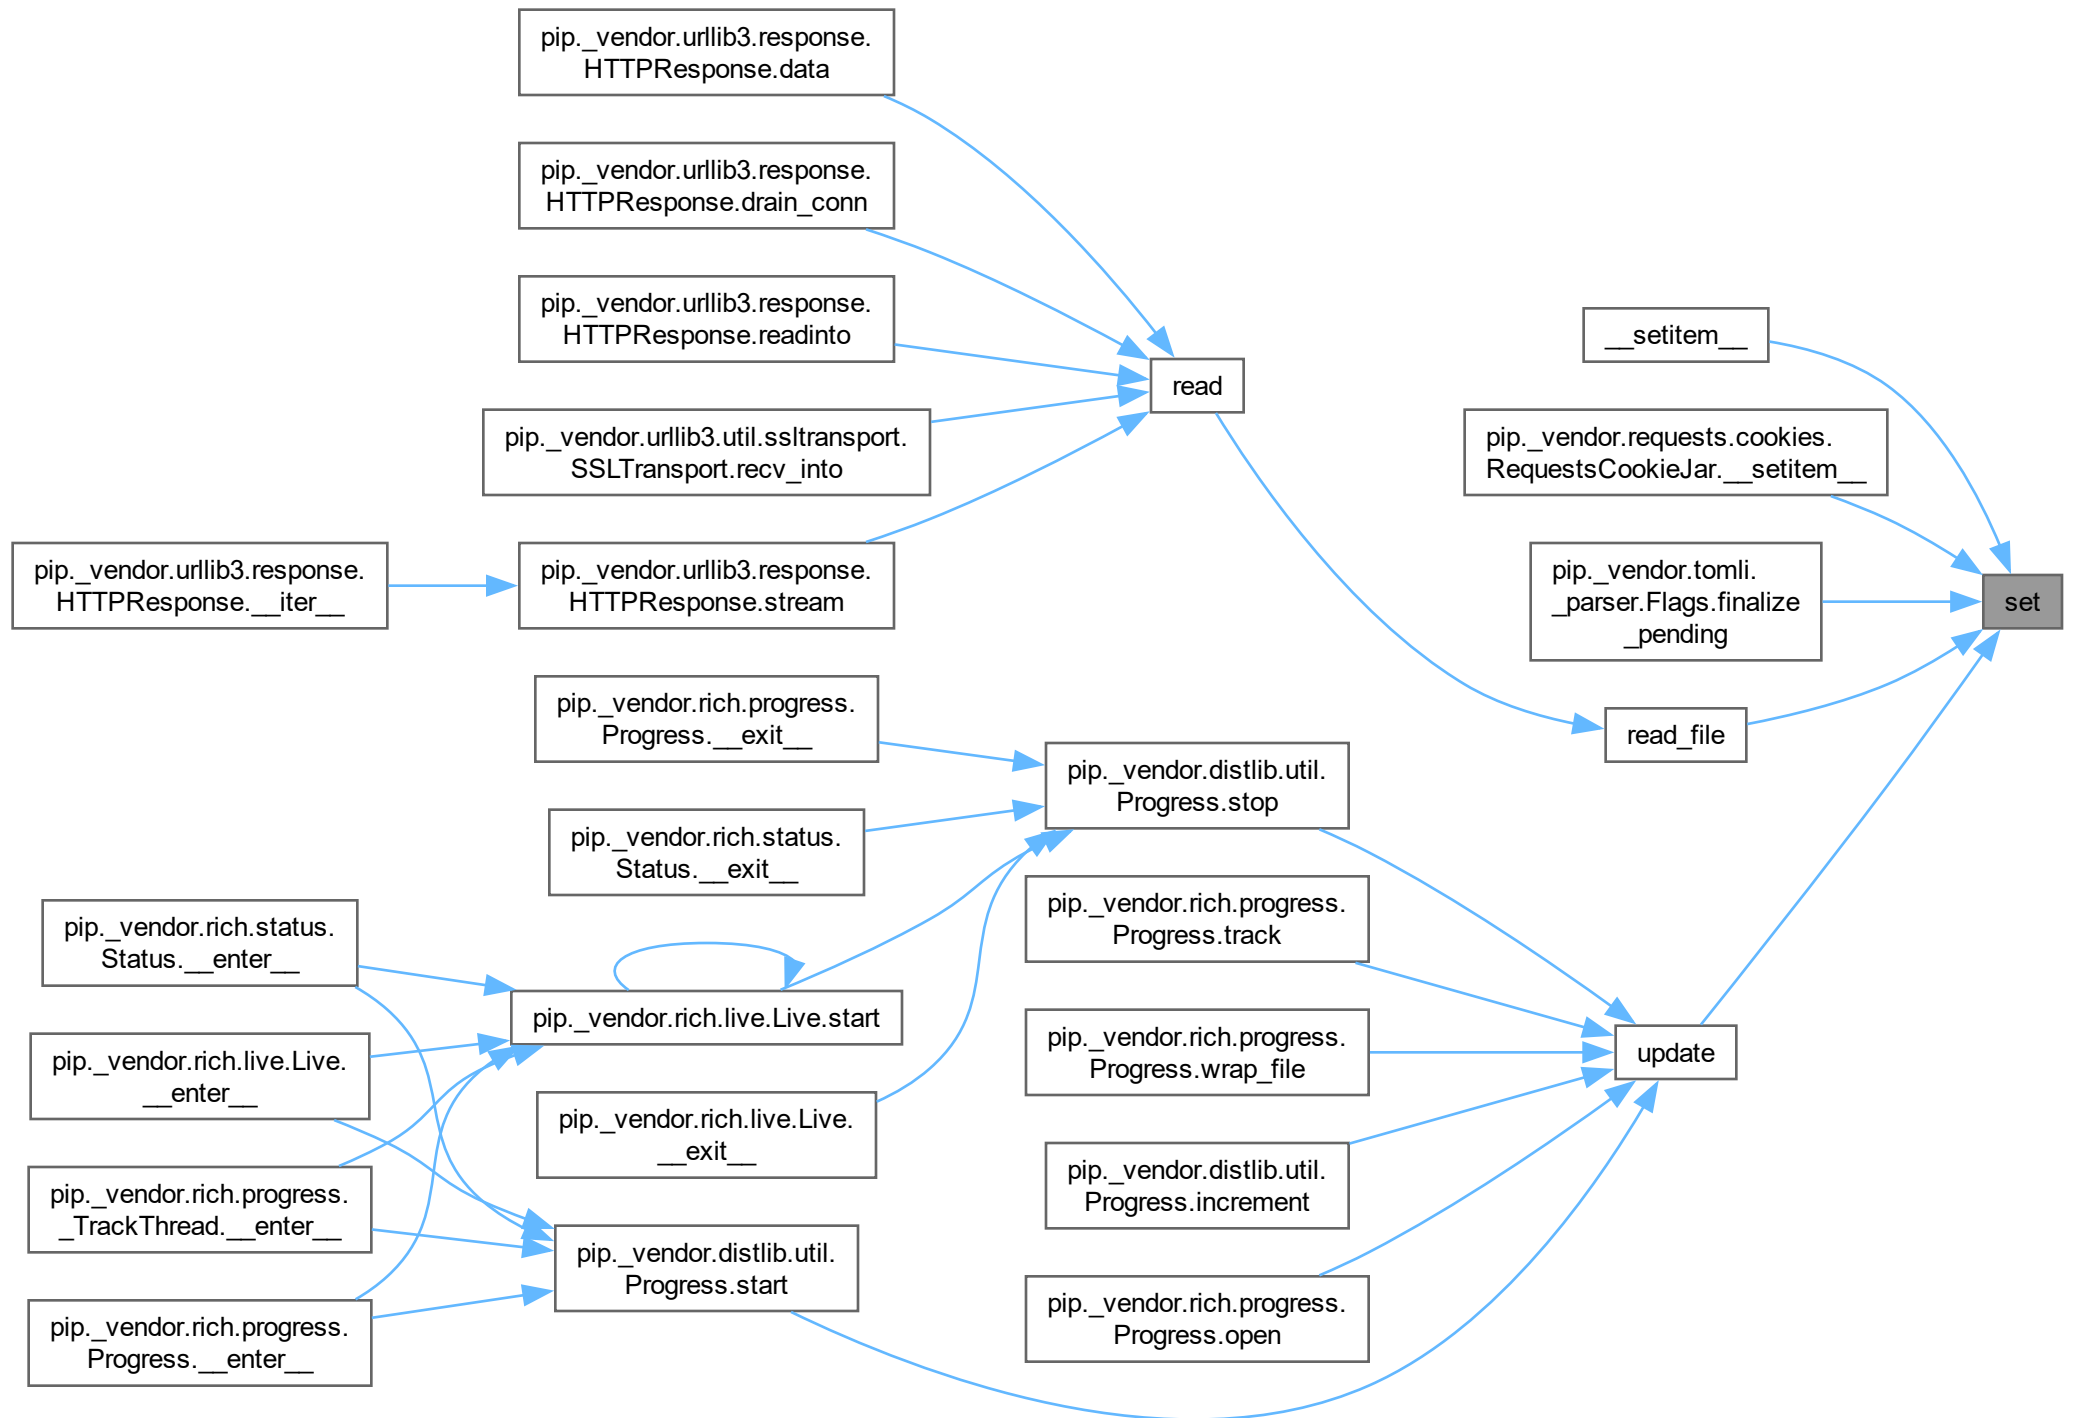 pip._vendor.urllib3.response.
HTTPResponse.data
pip._vendor.urllib3.response.
HTTPResponse.drain_conn
pip._vendor.urllib3.response.
HTTPResponse.readinto
__setitem__
read
pip._vendor.urllib3.util.ssltransport.
SSLTransport.recv_into
pip._vendor.requests.cookies.
RequestsCookieJar.__setitem__
pip._vendor.urllib3.response.
HTTPResponse.__iter__
pip._vendor.urllib3.response.
HTTPResponse.stream
pip._vendor.tomli.
_parser.Flags.finalize
_pending
set
pip._vendor.rich.progress.
Progress.__exit__
read_file
pip._vendor.distlib.util.
Progress.stop
pip._vendor.rich.status.
Status.__exit__
pip._vendor.rich.progress.
Progress.track
pip._vendor.rich.status.
Status.__enter__
pip._vendor.rich.live.Live.start
pip._vendor.rich.progress.
Progress.wrap_file
update
pip._vendor.rich.live.Live.
__enter__
pip._vendor.rich.live.Live.
__exit__
pip._vendor.distlib.util.
Progress.increment
pip._vendor.rich.progress.
_TrackThread.__enter__
pip._vendor.distlib.util.
Progress.start
pip._vendor.rich.progress.
Progress.open
pip._vendor.rich.progress.
Progress.__enter__